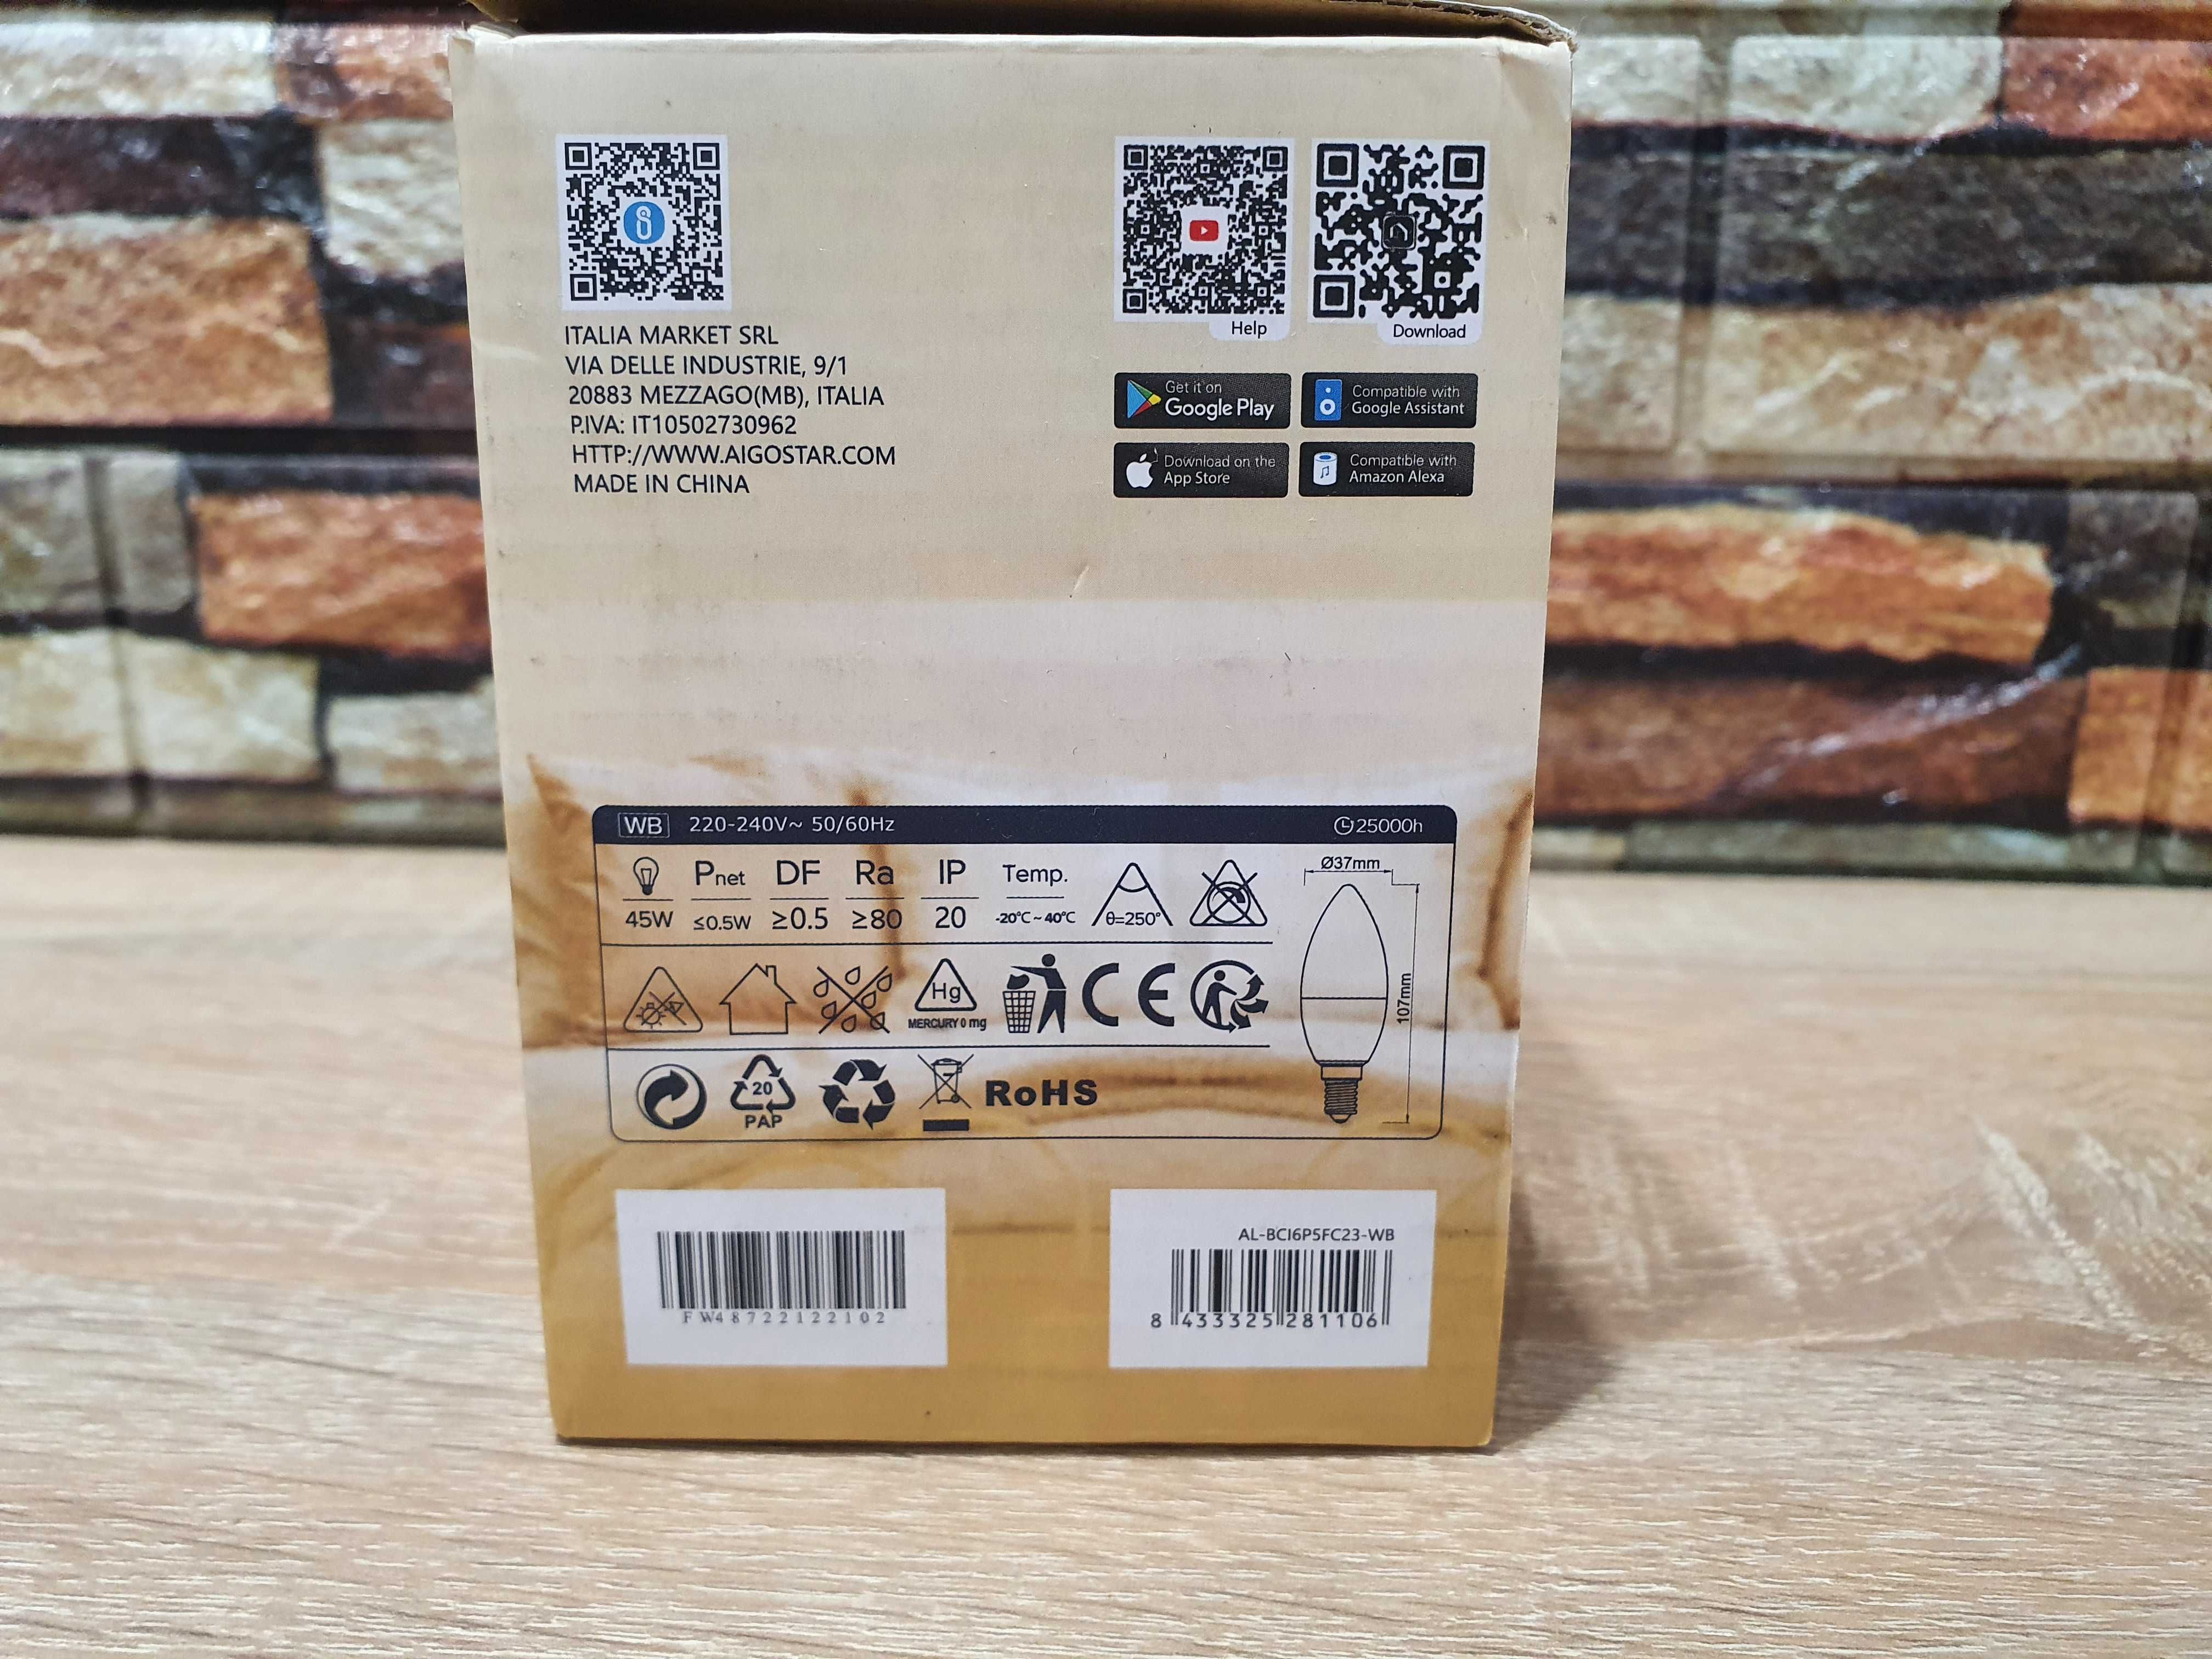 Help
Download
ITALIA MARKET SRL
VIA DELLE INDUSTRIE, 9/1
20883 MEZZAGO(MB), ITALIA
P.IVA: IT10502730962
HTTP://WWW.AIGOSTAR.COM
MADE IN CHINA
Get it on
Google Play
Compatible with
Google Assistant
Download on the
App Store
Compatible with
Amazon Alexa
WB 220-240V~ 50/60Hz 25000h
Pnet DF Ra IP Temp.
45W ≤0.5W ≥0.5 ≥80 20 -20℃~40℃ θ=250°
Ø37mm
107mm
Hg
MERCURY 0 mg
CE
20
PAP
RoHS
FW48722122102
AL-BCI6P5FC23-WB
8 433325 281106